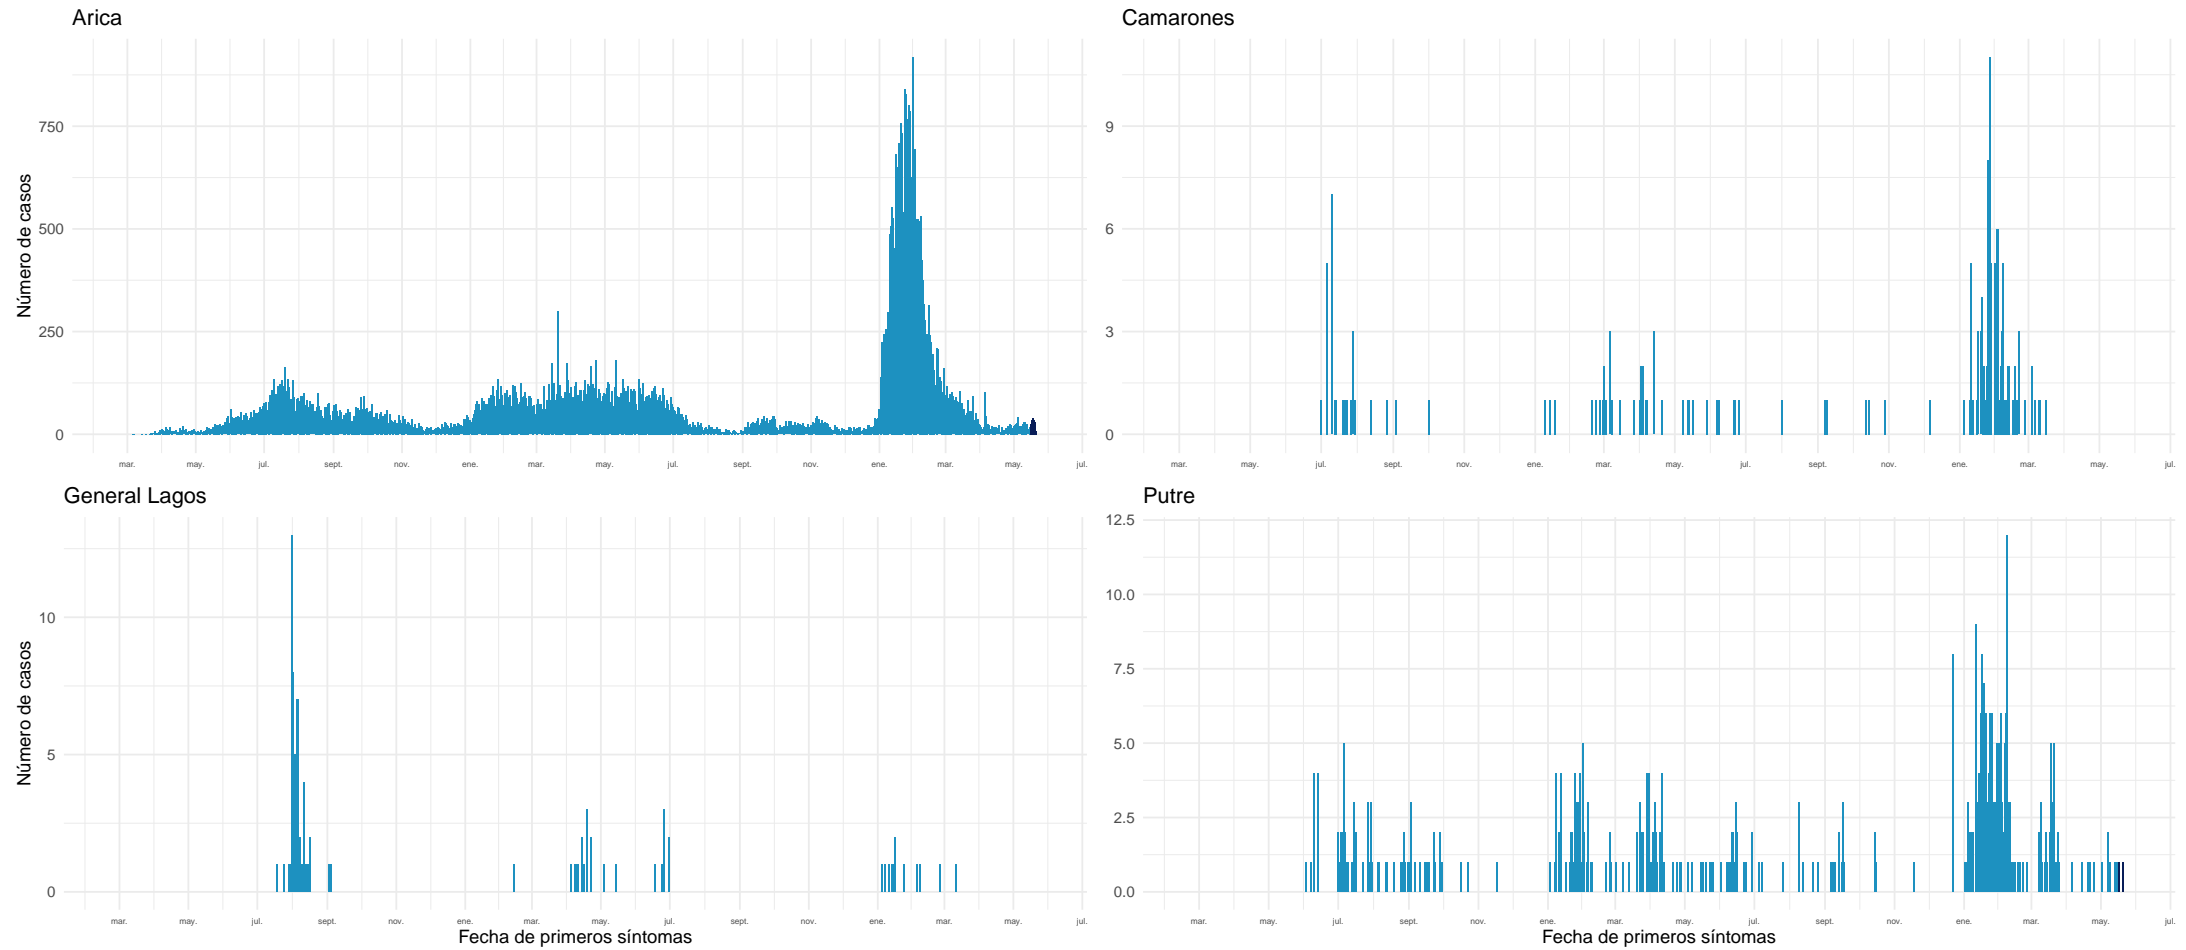 Arica
Número de casos
750
500
250
0
mar. may. jul. sept. nov. ene. mar. may. jul. sept. nov. ene. mar. may. jul.
Camarones
9
6
3
0
mar. may. jul. sept. nov. ene. mar. may. jul. sept. nov. ene. mar. may. jul.
General Lagos
Número de casos
10
5
0
mar. may. jul. sept. nov. ene. mar. may. jul. sept. nov. ene. mar. jul.
Fecha de primeros síntomas
Putre
12.5
10.0
7.5
5.0
2.5
0.0
mar. may. jul. sept. nov. ene. mar. may. jul. sept. nov. ene. mar. may. jul.
Fecha de primeros síntomas